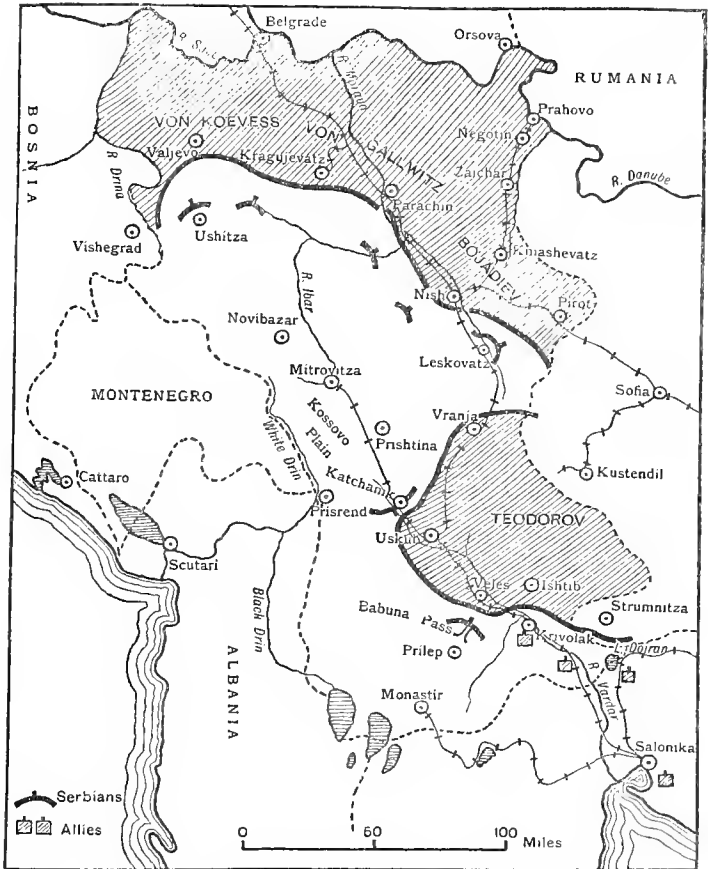 Belgrade
Orsova
R. Save
R. Morava
RUMANIA
BOSNIA
Prahovo
VON KOEVESS
VON GALLWITZ
Negotin
Valjevo
Kragujevatz
Zaichar
R. Danube
R. Drina
Parachin
Ushitza
Vishegrad
BOJADIEV
R. Ibar
Nish
Pirot
Novibazar
Leskovatz
Mitrovitza
Sofia
MONTENEGRO
Kossovo Plain
Vranja
Prishtina
White Drin
Kustendil
Cattaro
Katchanik
Prisrend
TEODOROV
Uskub
Scutari
Veles
Ishtib
Black Drin
Babuna Pass
Strumnitza
Krivolak
Prilep
L. Doiran
ALBANIA
R. Vardar
Monastir
Salonika
Serbians
Allies
0 50 100
Miles